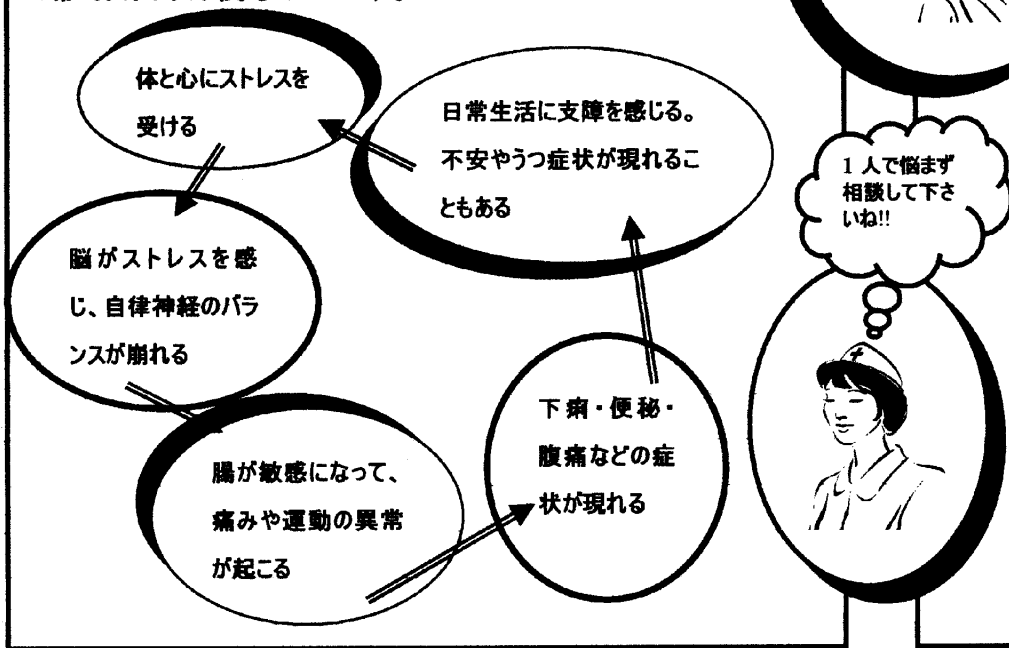 体と心にストレスを
受ける
日常生活に支障を感じる。
不安やうつ症状が現れるこ
ともある
1人で悩まず
相談して下さ
いね!!
脳がストレスを感
じ、自律神経のバラ
ンスが崩れる
下痢・便秘・
腹痛などの症
状が現れる
腸が敏感になって、
痛みや運動の異常
が起こる